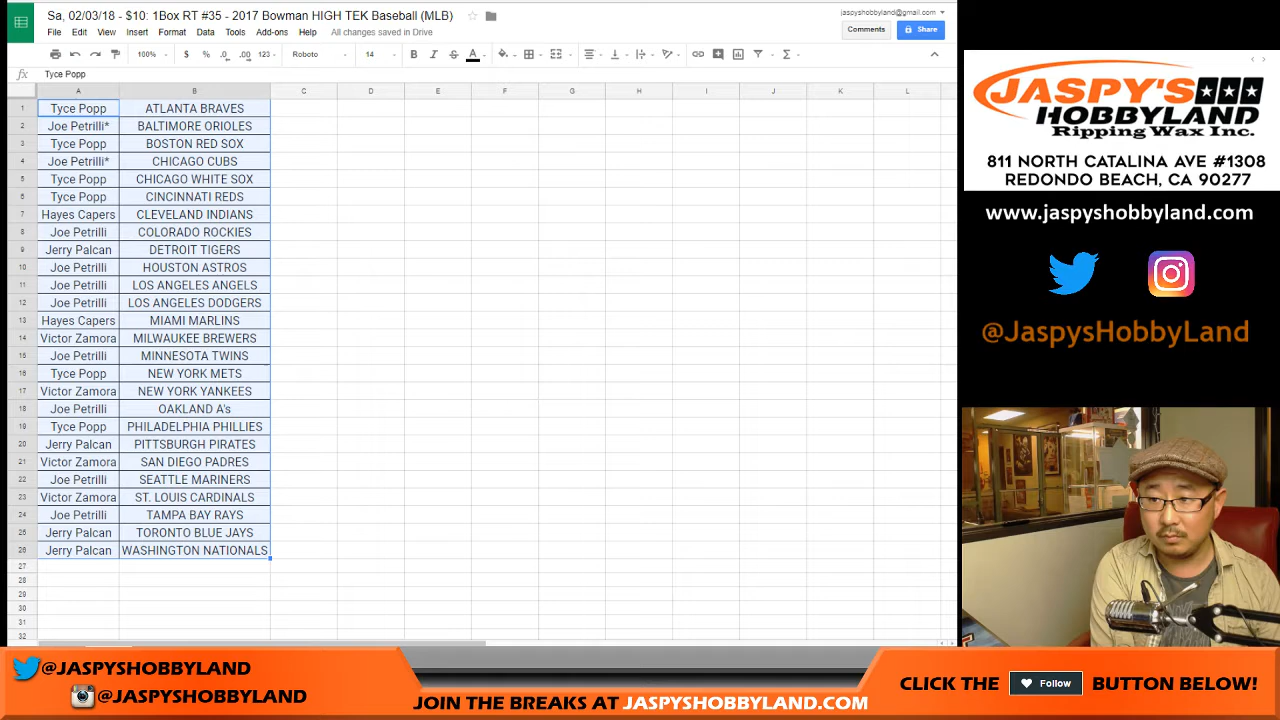 Sa, 02/03/18 - $10: 1Box RT #35 - 2017 Bowman HIGH TEK Baseball (MLB)
jaspyshobbyland@gmail.com
File Edit View Insert Format Data Tools Add-ons Help All changes saved in Drive
Comments Share
100% $ % .0 .00 123 Roboto 14 B I S A
fx Tyce Popp
A B C D E F G H I J K L
1 Tyce Popp ATLANTA BRAVES
2 Joe Petrilli* BALTIMORE ORIOLES
3 Tyce Popp BOSTON RED SOX
4 Joe Petrilli* CHICAGO CUBS
5 Tyce Popp CHICAGO WHITE SOX
6 Tyce Popp CINCINNATI REDS
7 Hayes Capers CLEVELAND INDIANS
8 Joe Petrilli COLORADO ROCKIES
9 Jerry Palcan DETROIT TIGERS
10 Joe Petrilli HOUSTON ASTROS
11 Joe Petrilli LOS ANGELES ANGELS
12 Joe Petrilli LOS ANGELES DODGERS
13 Hayes Capers MIAMI MARLINS
14 Victor Zamora MILWAUKEE BREWERS
15 Joe Petrilli MINNESOTA TWINS
16 Tyce Popp NEW YORK METS
17 Victor Zamora NEW YORK YANKEES
18 Joe Petrilli OAKLAND A's
19 Tyce Popp PHILADELPHIA PHILLIES
20 Jerry Palcan PITTSBURGH PIRATES
21 Victor Zamora SAN DIEGO PADRES
22 Joe Petrilli SEATTLE MARINERS
23 Victor Zamora ST. LOUIS CARDINALS
24 Joe Petrilli TAMPA BAY RAYS
25 Jerry Palcan TORONTO BLUE JAYS
26 Jerry Palcan WASHINGTON NATIONALS
27
28
29
30
31
32
JASPY'S
HOBBYLAND
Ripping Wax Inc.
811 NORTH CATALINA AVE #1308
REDONDO BEACH, CA 90277
www.jaspyshobbyland.com
@JaspysHobbyLand
@JASPYSHOBBYLAND
@JASPYSHOBBYLAND
JOIN THE BREAKS AT JASPYSHOBBYLAND.COM
CLICK THE Follow BUTTON BELOW!